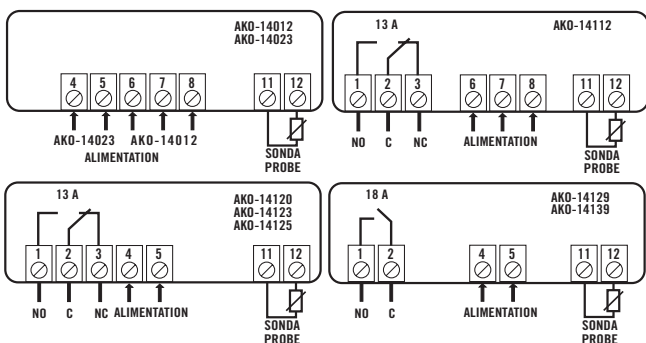 AKO-14012
AKO-14023
4 5 6 7 8 11 12
AKO-14023 AKO-14012
ALIMENTATION
SONDA
PROBE
13 A
AKO-14112
1 2 3 6 7 8 11 12
NO C NC ALIMENTATION
SONDA
PROBE
13 A
AKO-14120
AKO-14123
AKO-14125
1 2 3 4 5 11 12
NO C NC ALIMENTATION
SONDA
PROBE
18 A
AKO-14129
AKO-14139
1 2 4 5 11 12
NO C ALIMENTATION
SONDA
PROBE